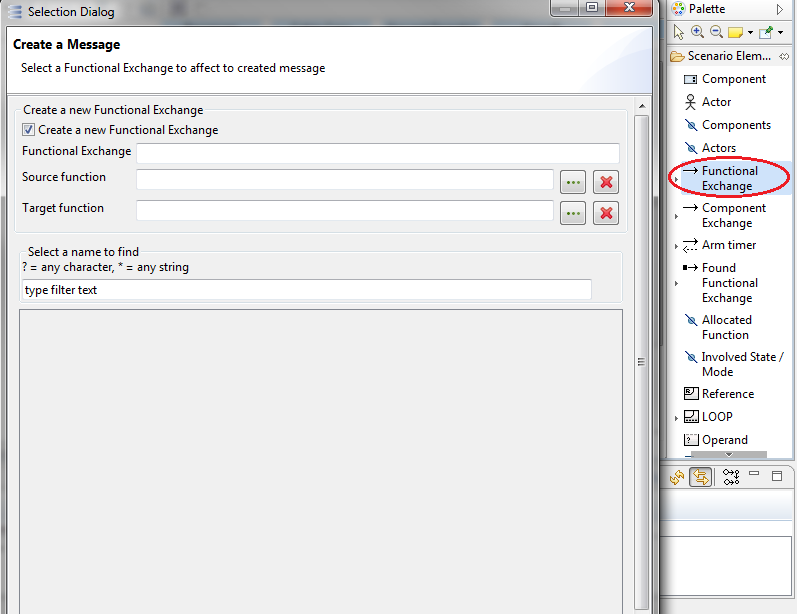 Selection Dialog
Create a Message
Select a Functional Exchange to affect to created message
Create a new Functional Exchange
Create a new Functional Exchange
Functional Exchange
Source function
Target function
Select a name to find
? = any character, * = any string
type filter text
Palette
Scenario Elem...
Component
Actor
Components
Actors
Functional
Exchange
Component
Exchange
Arm timer
Found
Functional
Exchange
Allocated
Function
Involved State /
Mode
Reference
LOOP
Operand